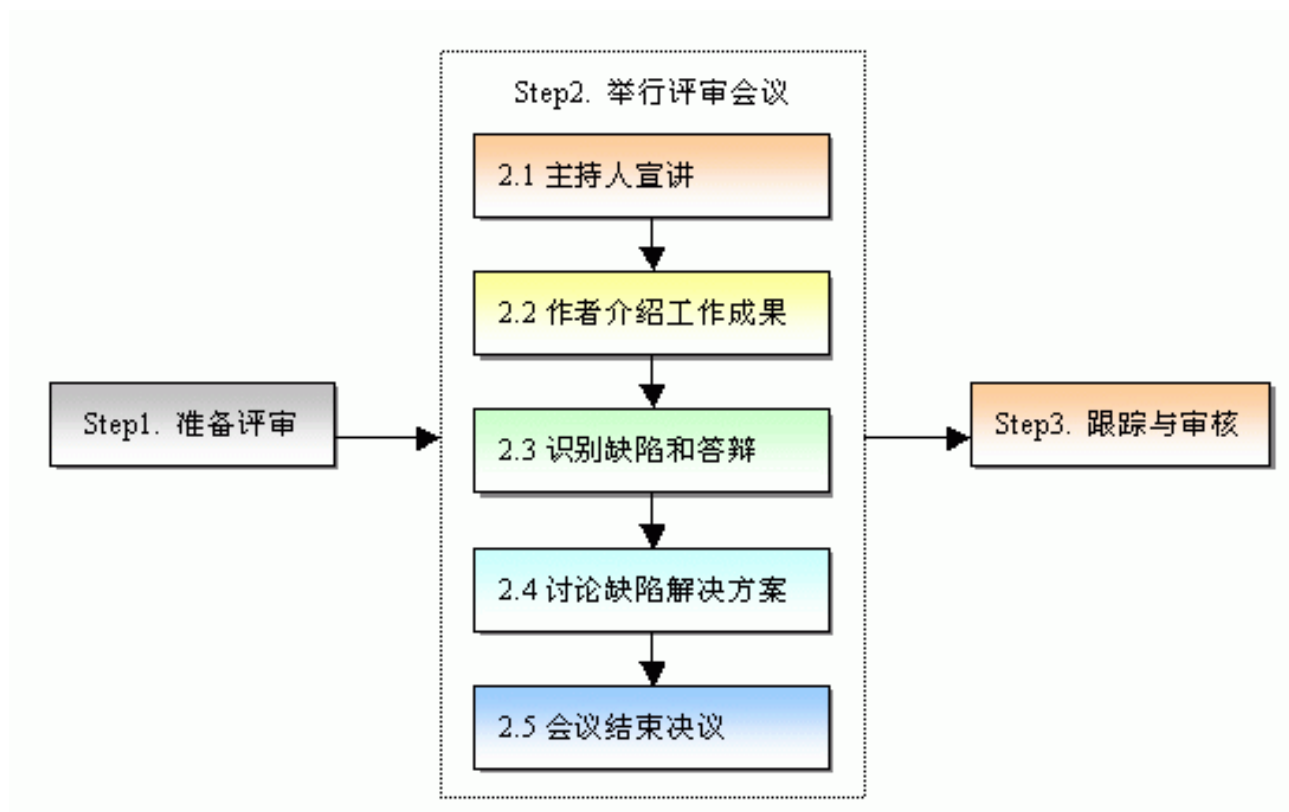 Step1. 准备评审
Step2. 举行评审会议
2.1 主持人宣讲
2.2 作者介绍工作成果
2.3 识别缺陷和答辩
2.4 讨论缺陷解决方案
2.5 会议结束决议
Step3. 跟踪与审核